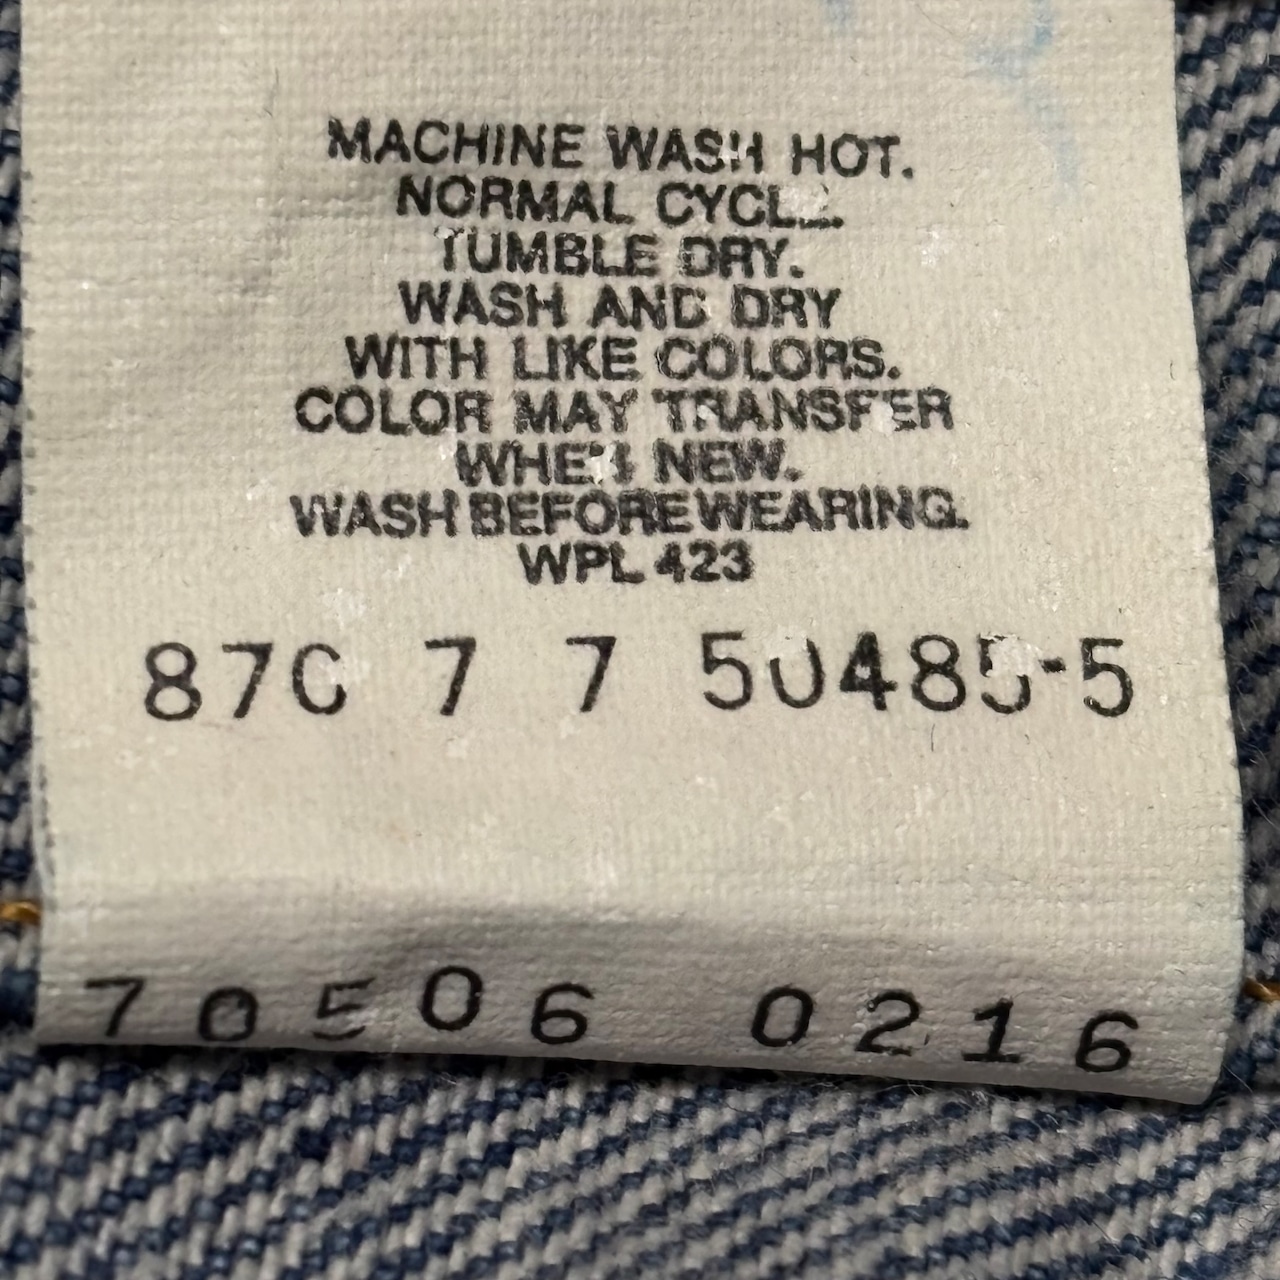 MACHINE WASH HOT.
NORMAL CYCLE.
TUMBLE DRY.
WASH AND DRY
WITH LIKE COLORS.
COLOR MAY TRANSFER
WHEN NEW.
WASH BEFORE WEARING.
WPL 423
87C 7 7 50485-5
70506 0216